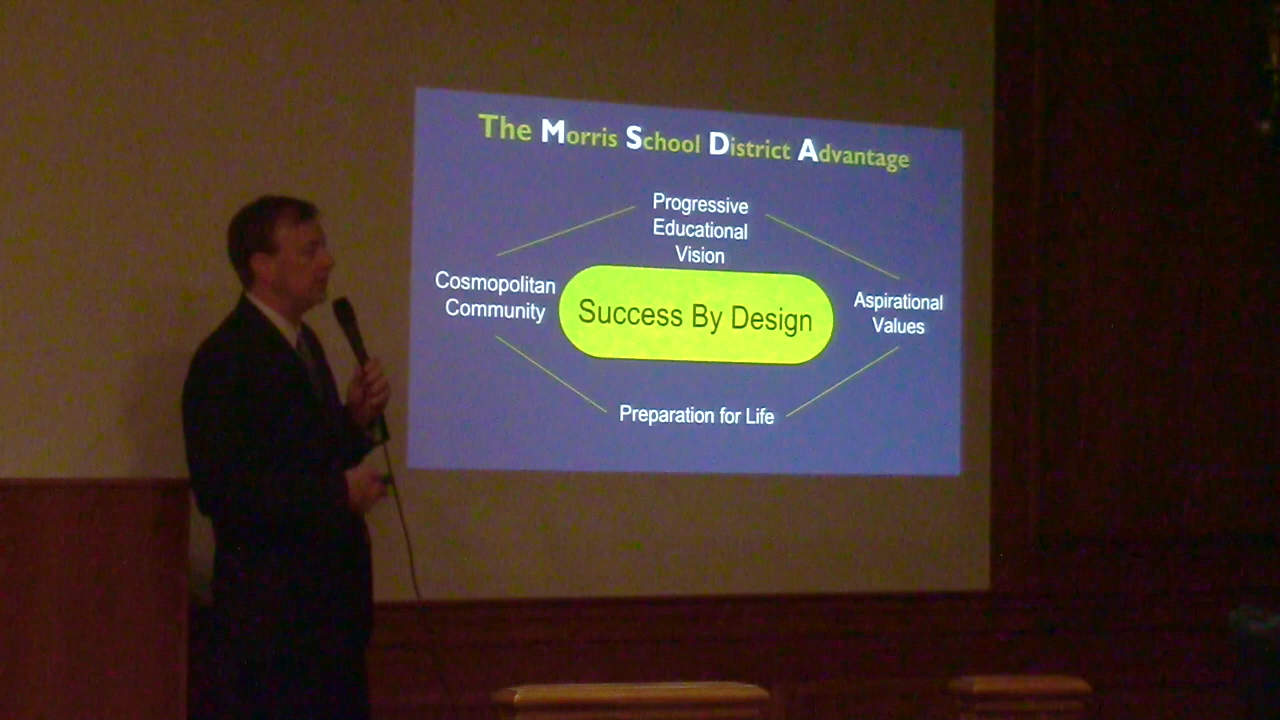 The Morris School District Advantage
Progressive
Educational
Vision
Cosmopolitan
Community
Success By Design
Aspirational
Values
Preparation for Life